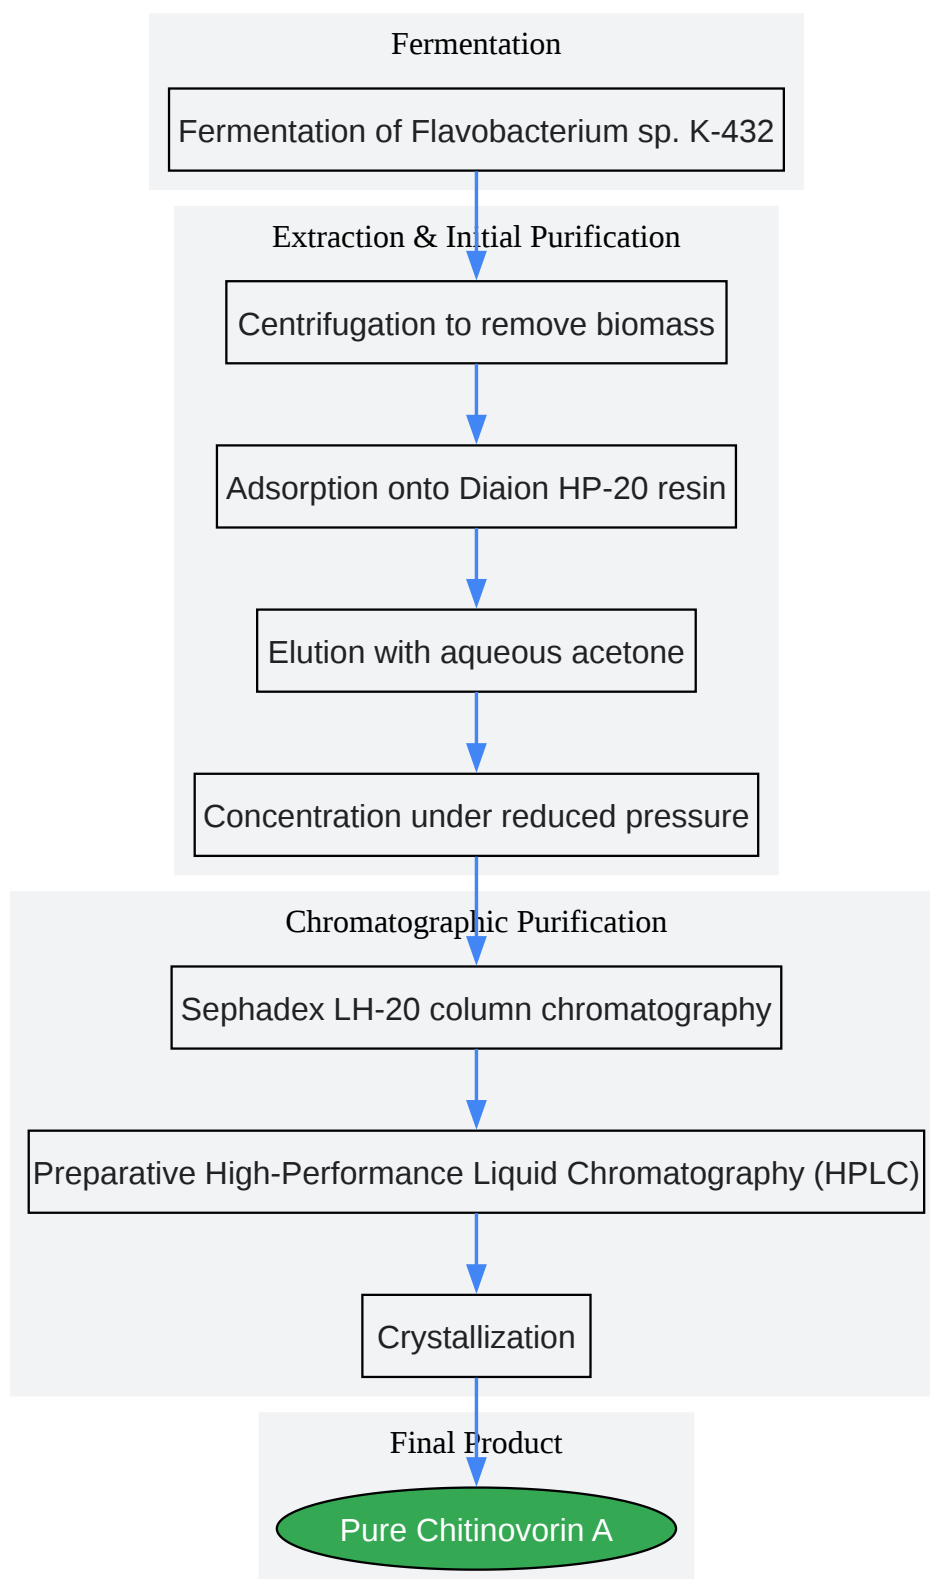 Fermentation
Fermentation of Flavobacterium sp. K-432
Extraction & Initial Purification
Centrifugation to remove biomass
Adsorption onto Diaion HP-20 resin
Elution with aqueous acetone
Concentration under reduced pressure
Chromatographic Purification
Sephadex LH-20 column chromatography
Preparative High-Performance Liquid Chromatography (HPLC)
Crystallization
Final Product
Pure Chitinovorin A